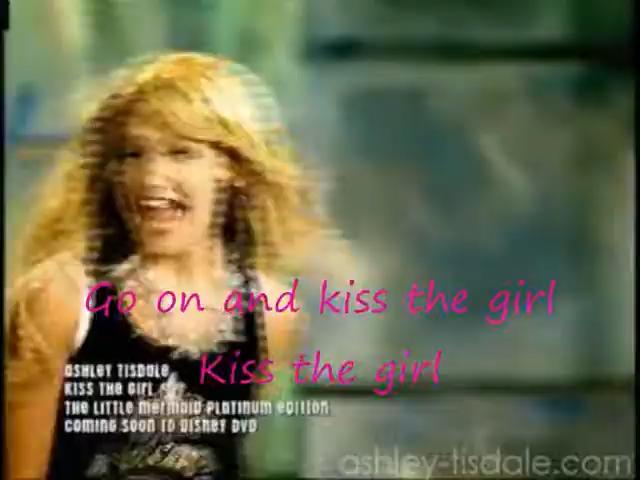 Go on and kiss the girl
Kiss the girl
ASHLEY TISDALE
KISS THE GIRL
THE LITTLE MERMAID PLATINUM EDITION
COMING SOON TO DISNEY DVD
ashley-tisdale.com